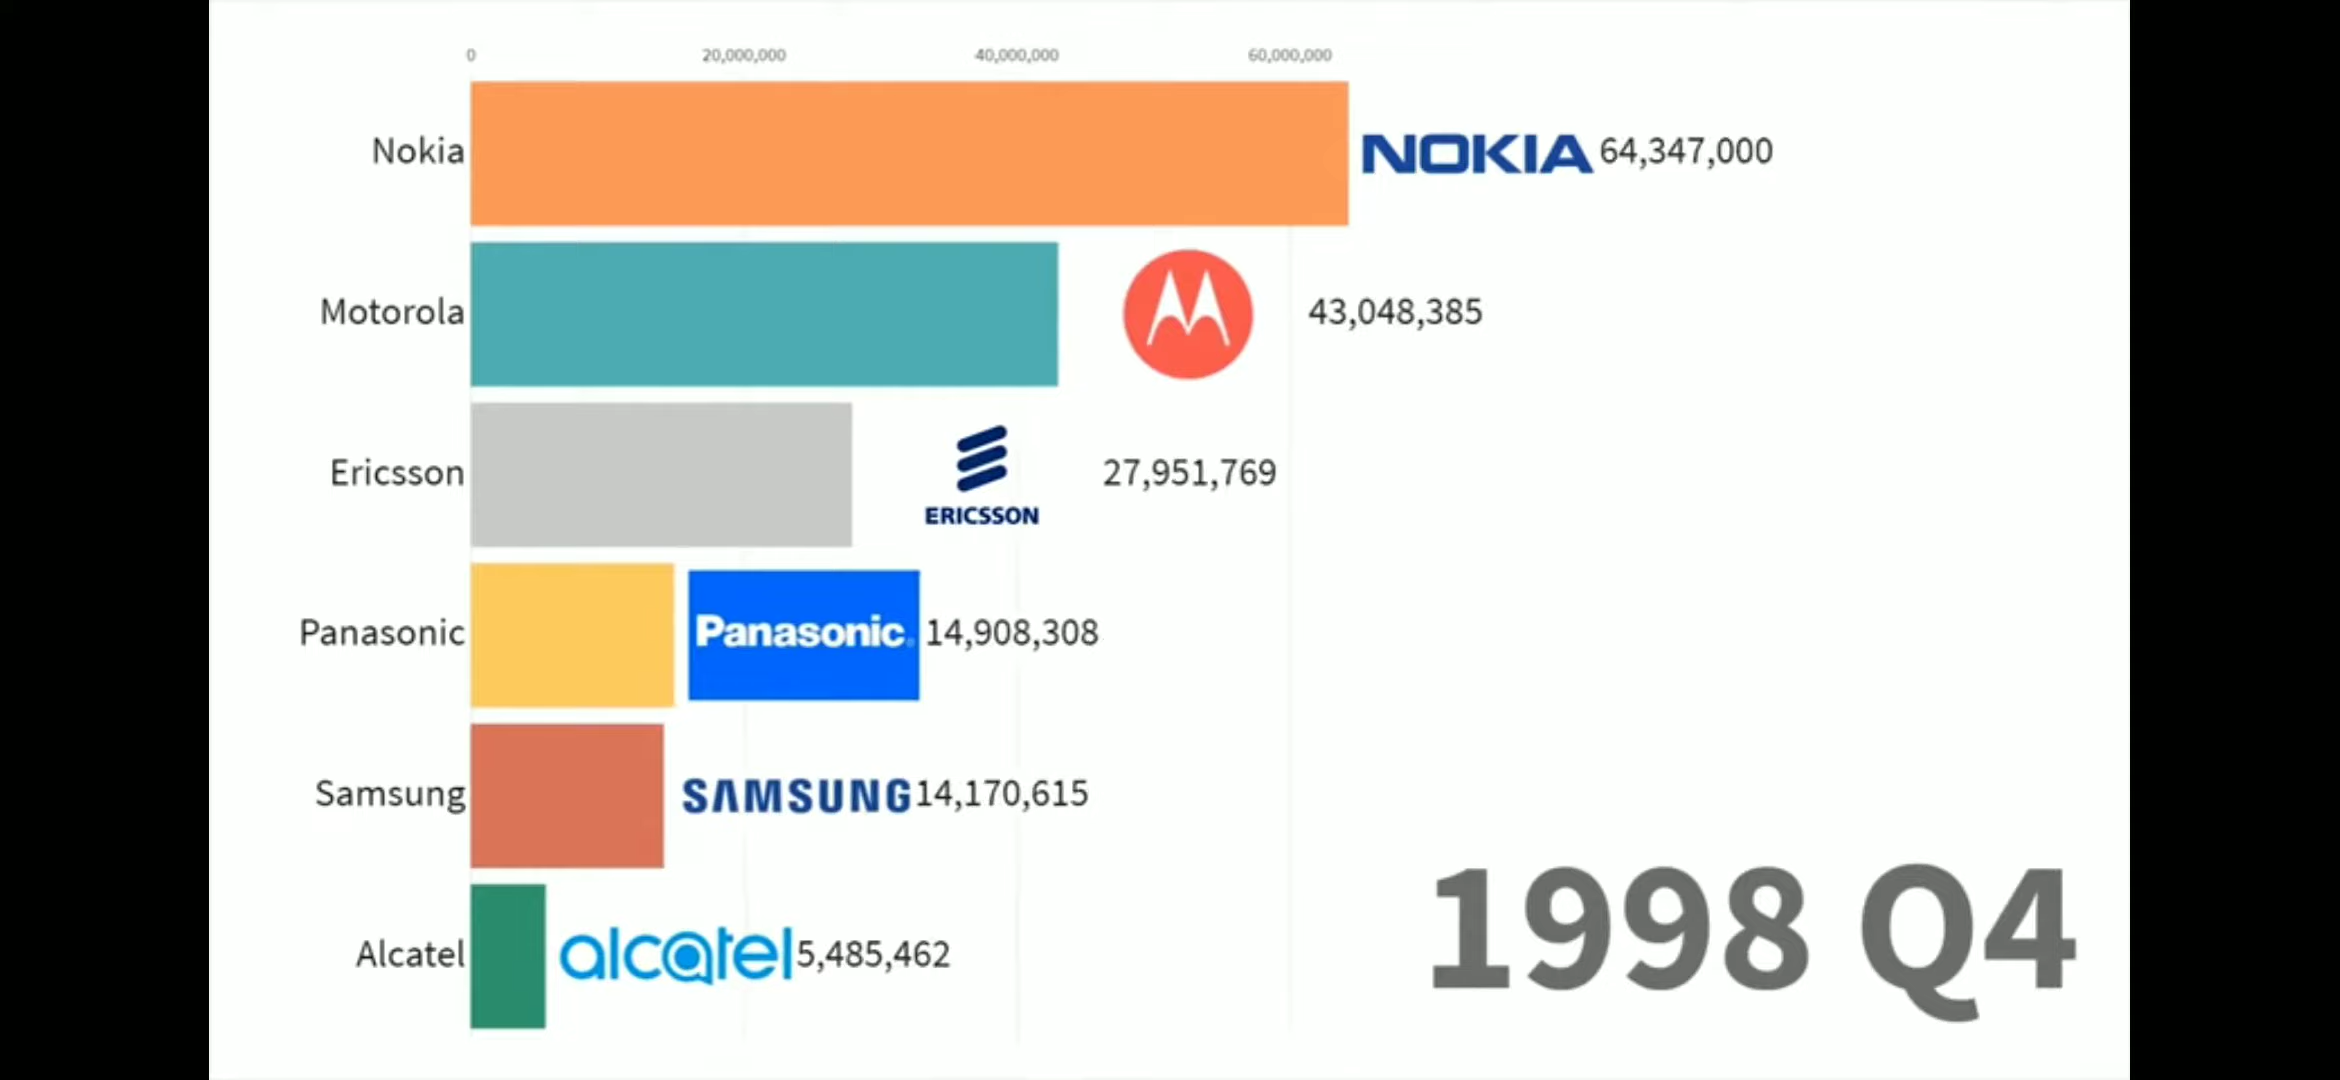 0 20,000,000 40,000,000 60,000,000
Nokia NOKIA 64,347,000
Motorola 43,048,385
Ericsson ERICSSON 27,951,769
Panasonic Panasonic 14,908,308
Samsung SAMSUNG 14,170,615
Alcatel alcatel 5,485,462
1998 Q4